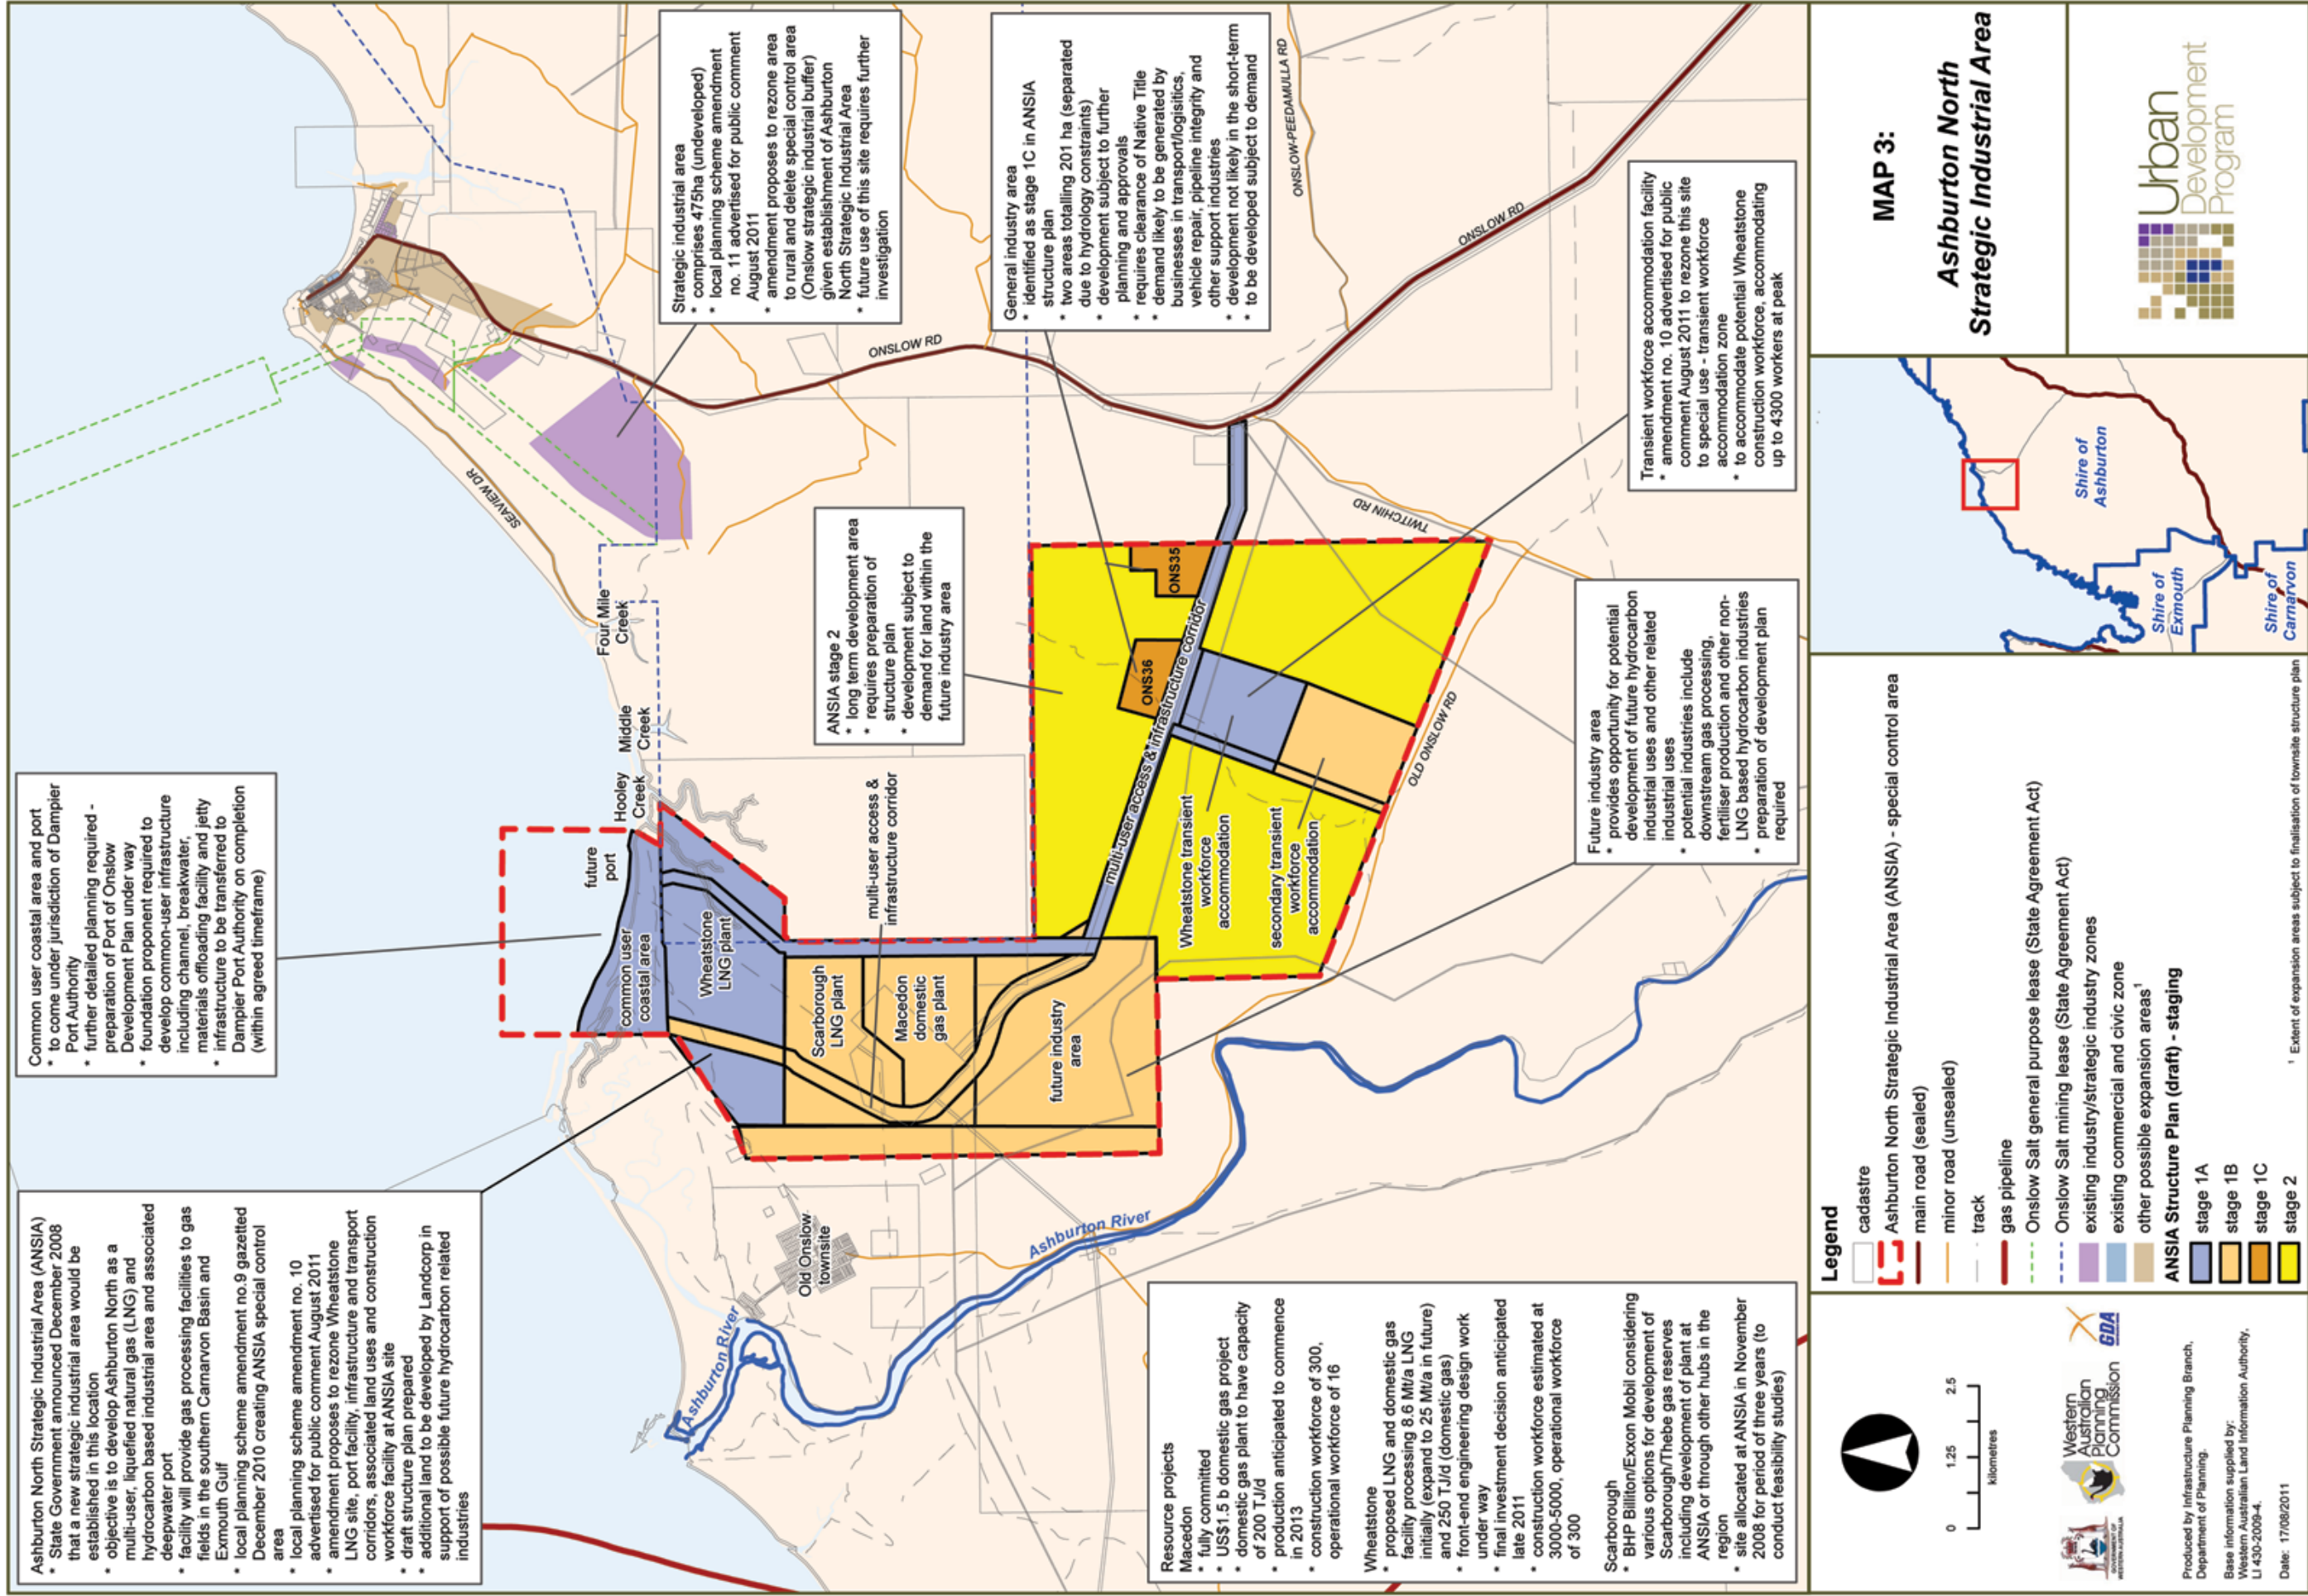 Ashburton North Strategic Industrial Area (ANSIA)
* State Government announced December 2008
that a new strategic industrial area would be
established in this location
* objective is to develop Ashburton North as a
multi-user, liquefied natural gas (LNG) and
hydrocarbon based industrial area and associated
deepwater port
* facility will provide gas processing facilities to gas
fields in the southern Carnarvon Basin and
Exmouth Gulf
* local planning scheme amendment no.9 gazetted
December 2010 creating ANSIA special control
area
* local planning scheme amendment no. 10
advertised for public comment August 2011
* amendment proposes to rezone Wheatstone
LNG site, port facility, infrastructure and transport
corridors, associated land uses and construction
workforce facility at ANSIA site
* draft structure plan prepared
* additional land to be developed by Landcorp in
support of possible future hydrocarbon related
industries
Common user coastal area and port
* to come under jurisdiction of Dampier
Port Authority
* further detailed planning required -
preparation of Port of Onslow
Development Plan under way
* foundation proponent required to
develop common-user infrastructure
including channel, breakwater,
materials offloading facility and jetty
* infrastructure to be transferred to
Dampier Port Authority on completion
(within agreed timeframe)
Strategic industrial area
* comprises 475ha (undeveloped)
* local planning scheme amendment
no. 11 advertised for public comment
August 2011
* amendment proposes to rezone area
to rural and delete special control area
(Onslow strategic industrial buffer)
given establishment of Ashburton
North Strategic Industrial Area
* future use of this site requires further
investigation
General industry area
* identified as stage 1C in ANSIA
structure plan
* two areas totalling 201 ha (separated
due to hydrology constraints)
* development subject to further
planning and approvals
* requires clearance of Native Title
* demand likely to be generated by
businesses in transport/logisitics,
vehicle repair, pipeline integrity and
other support industries
* development not likely in the short-term
* to be developed subject to demand
ANSIA stage 2
* long term development area
* requires preparation of
structure plan
* development subject to
demand for land within the
future industry area
Transient workforce accommodation facility
* amendment no. 10 advertised for public
comment August 2011 to rezone this site
to special use - transient workforce
accommodation zone
* to accommodate potential Wheatstone
construction workforce, accommodating
up to 4300 workers at peak
Future industry area
* provides opportunity for potential
development of future hydrocarbon
industrial uses and other related
industrial uses
* potential industries include
downstream gas processing,
fertiliser production and other non-
LNG based hydrocarbon industries
* preparation of development plan
required
Resource projects
Macedon
* fully committed
* US$1.5 b domestic gas project
* domestic gas plant to have capacity
of 200 TJ/d
* production anticipated to commence
in 2013
* construction workforce of 300,
operational workforce of 16
Wheatstone
* proposed LNG and domestic gas
facility processing 8.6 Mt/a LNG
initially (expand to 25 Mt/a in future)
and 250 TJ/d (domestic gas)
* front-end engineering design work
under way
* final investment decision anticipated
late 2011
* construction workforce estimated at
3000-5000, operational workforce
of 300
Scarborough
* BHP Billiton/Exxon Mobil considering
various options for development of
Scarborough/Thebe gas reserves
including development of plant at
ANSIA or through other hubs in the
region
* site allocated at ANSIA in November
2008 for period of three years (to
conduct feasibility studies)
SEAVIEW DR
ONSLOW RD
ONSLOW RD
ONSLOW-PEEDAMULLA RD
TWITCHIN RD
OLD ONSLOW RD
Four Mile
Creek
Middle
Creek
Hooley
Creek
future
port
common user
coastal area
Wheatstone
LNG plant
multi-user access &
infrastructure corridor
Scarborough
LNG plant
Macedon
domestic
gas plant
future industry
area
multi-user access & infrastructure corridor
ONS36
ONS35
Wheatstone transient
workforce
accommodation
secondary transient
workforce
accommodation
Old Onslow
townsite
Ashburton River
Ashburton River
0 1.25 2.5
kilometres
GOVERNMENT OF
WESTERN AUSTRALIA
Western
Australian
Planning
Commission
GDA
Produced by Infrastructure Planning Branch,
Department of Planning.
Base information supplied by:
Western Australian Land Information Authority,
LI 430-2009-4.
Date: 17/08/2011
Legend
cadastre
Ashburton North Strategic Industrial Area (ANSIA) - special control area
main road (sealed)
minor road (unsealed)
track
gas pipeline
Onslow Salt general purpose lease (State Agreement Act)
Onslow Salt mining lease (State Agreement Act)
existing industry/strategic industry zones
existing commercial and civic zone
other possible expansion areas¹
ANSIA Structure Plan (draft) - staging
stage 1A
stage 1B
stage 1C
stage 2
¹ Extent of expansion areas subject to finalisation of townsite structure plan
Shire of
Exmouth
Shire of
Ashburton
Shire of
Carnarvon
MAP 3:
Ashburton North
Strategic Industrial Area
Urban
Development
Program